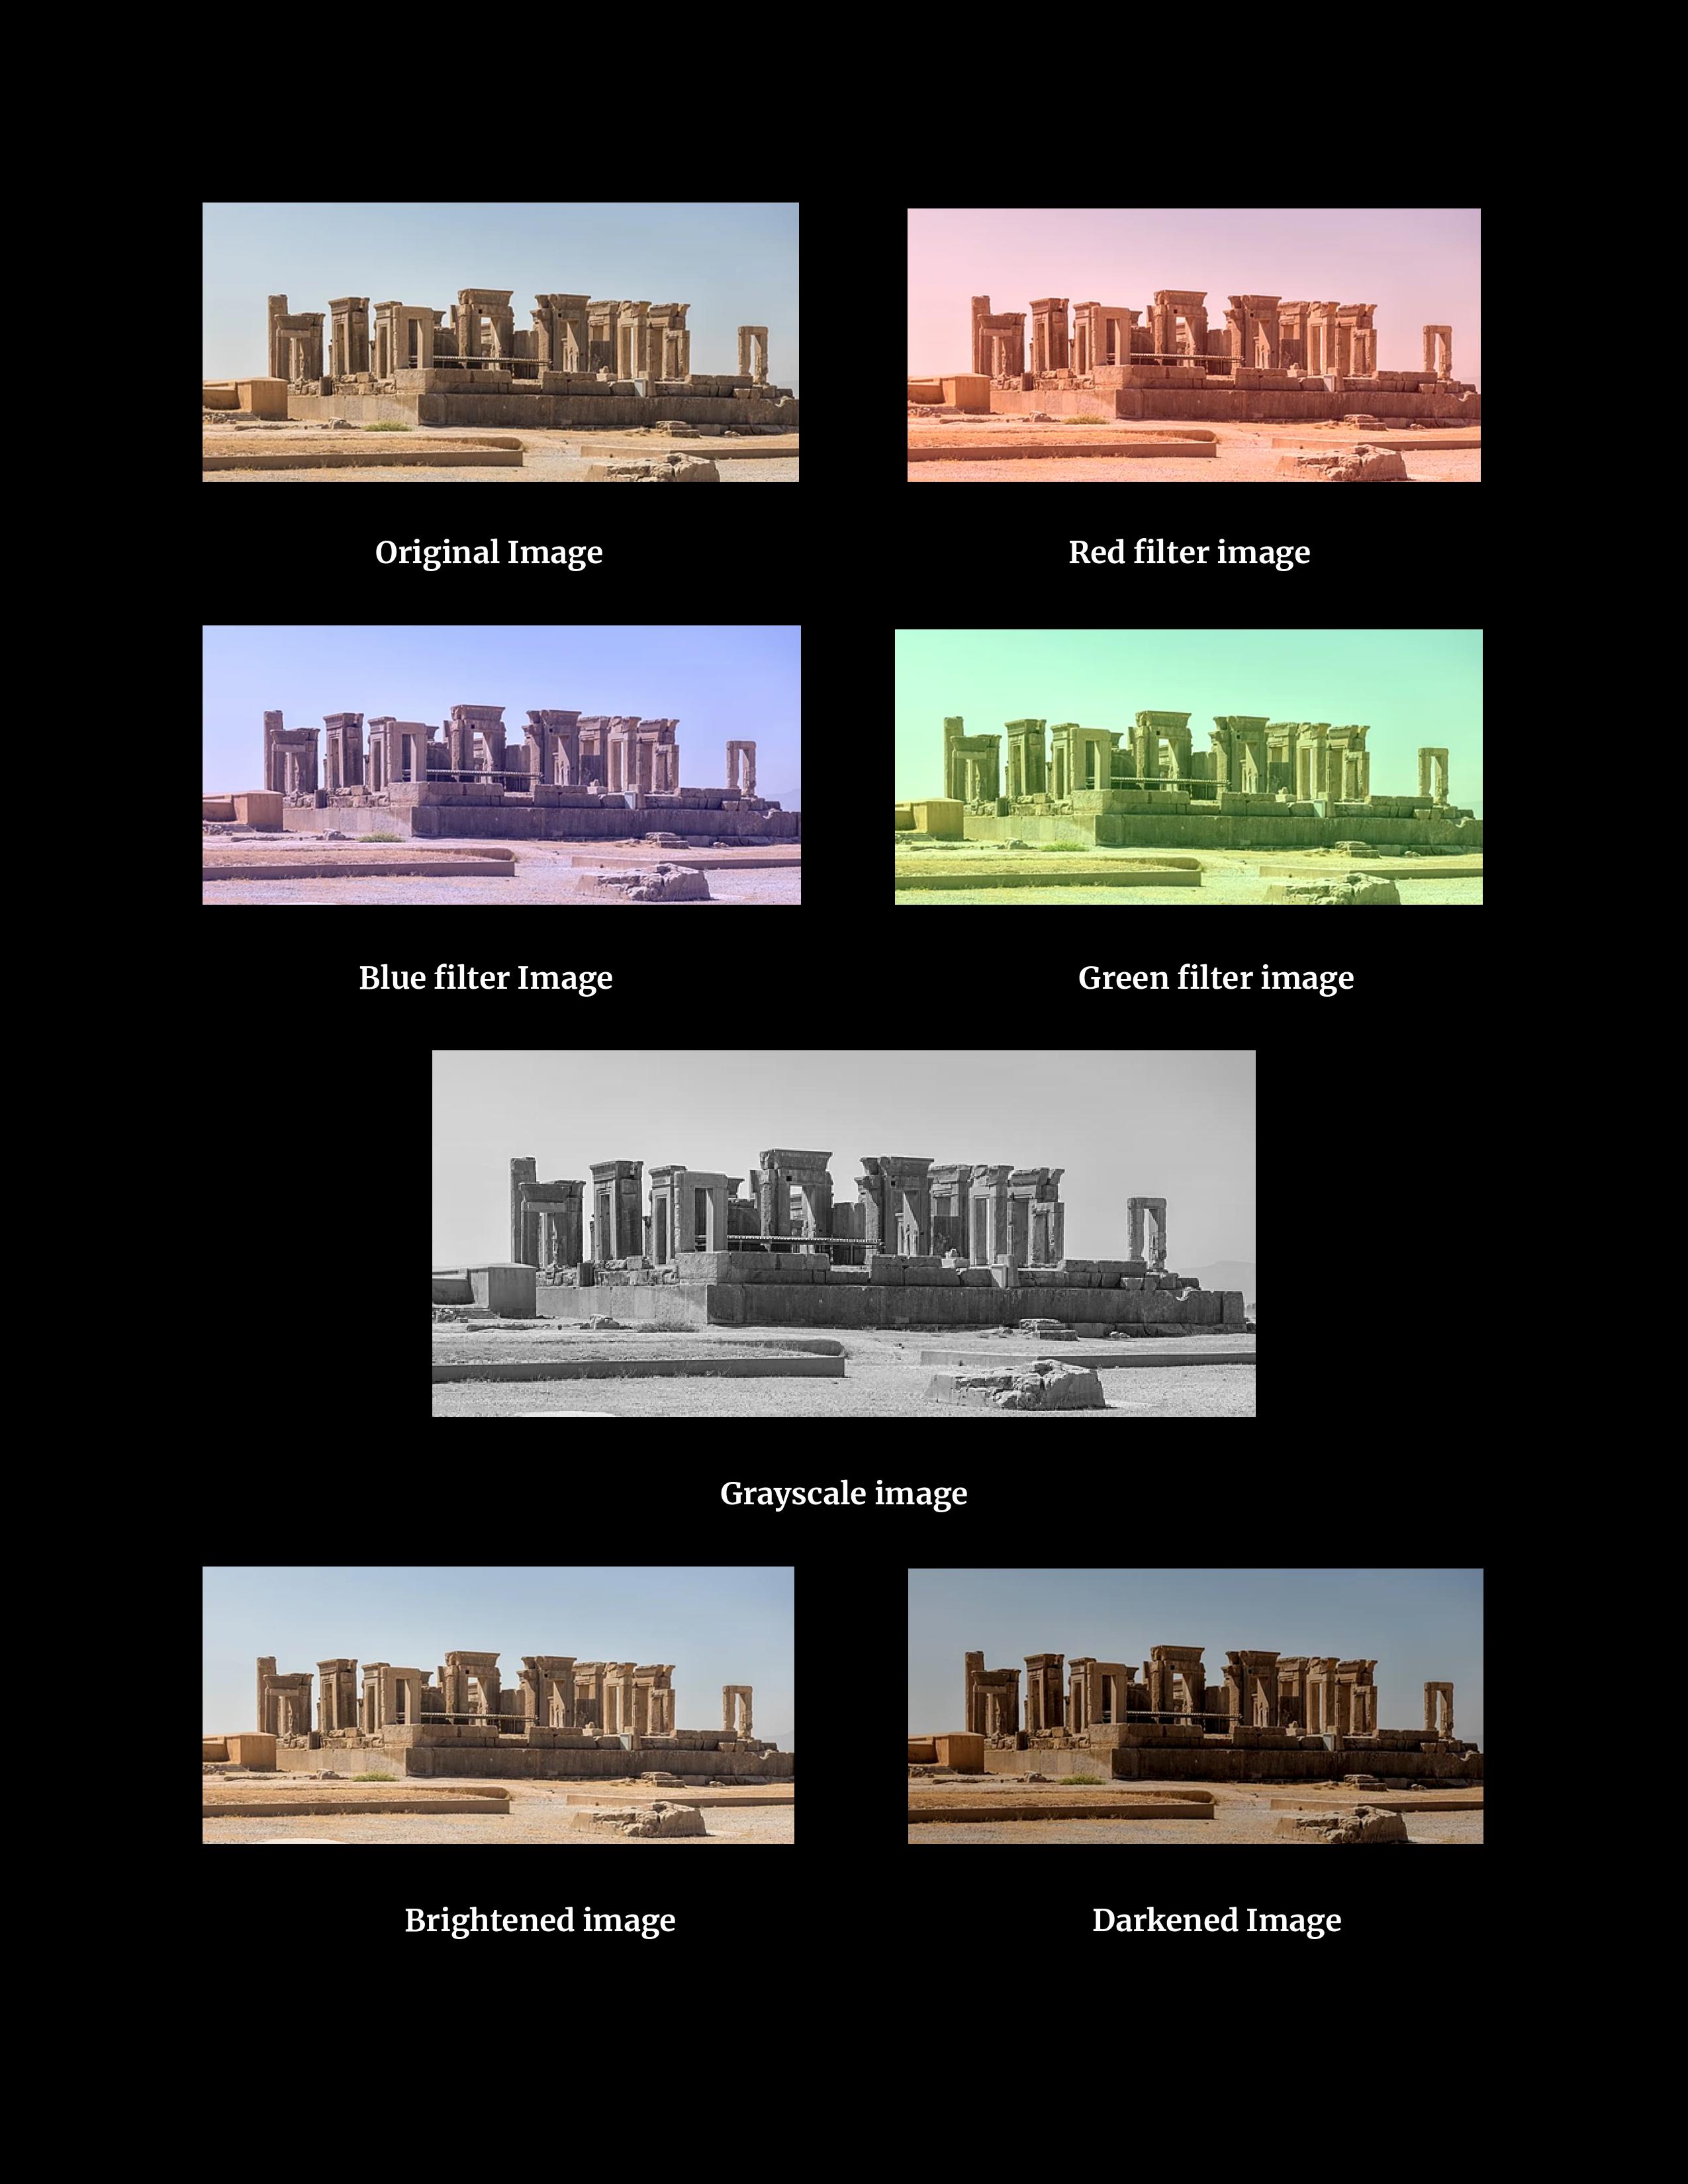 Original Image
Red filter image
Blue filter Image
Green filter image
Grayscale image
Brightened image
Darkened Image